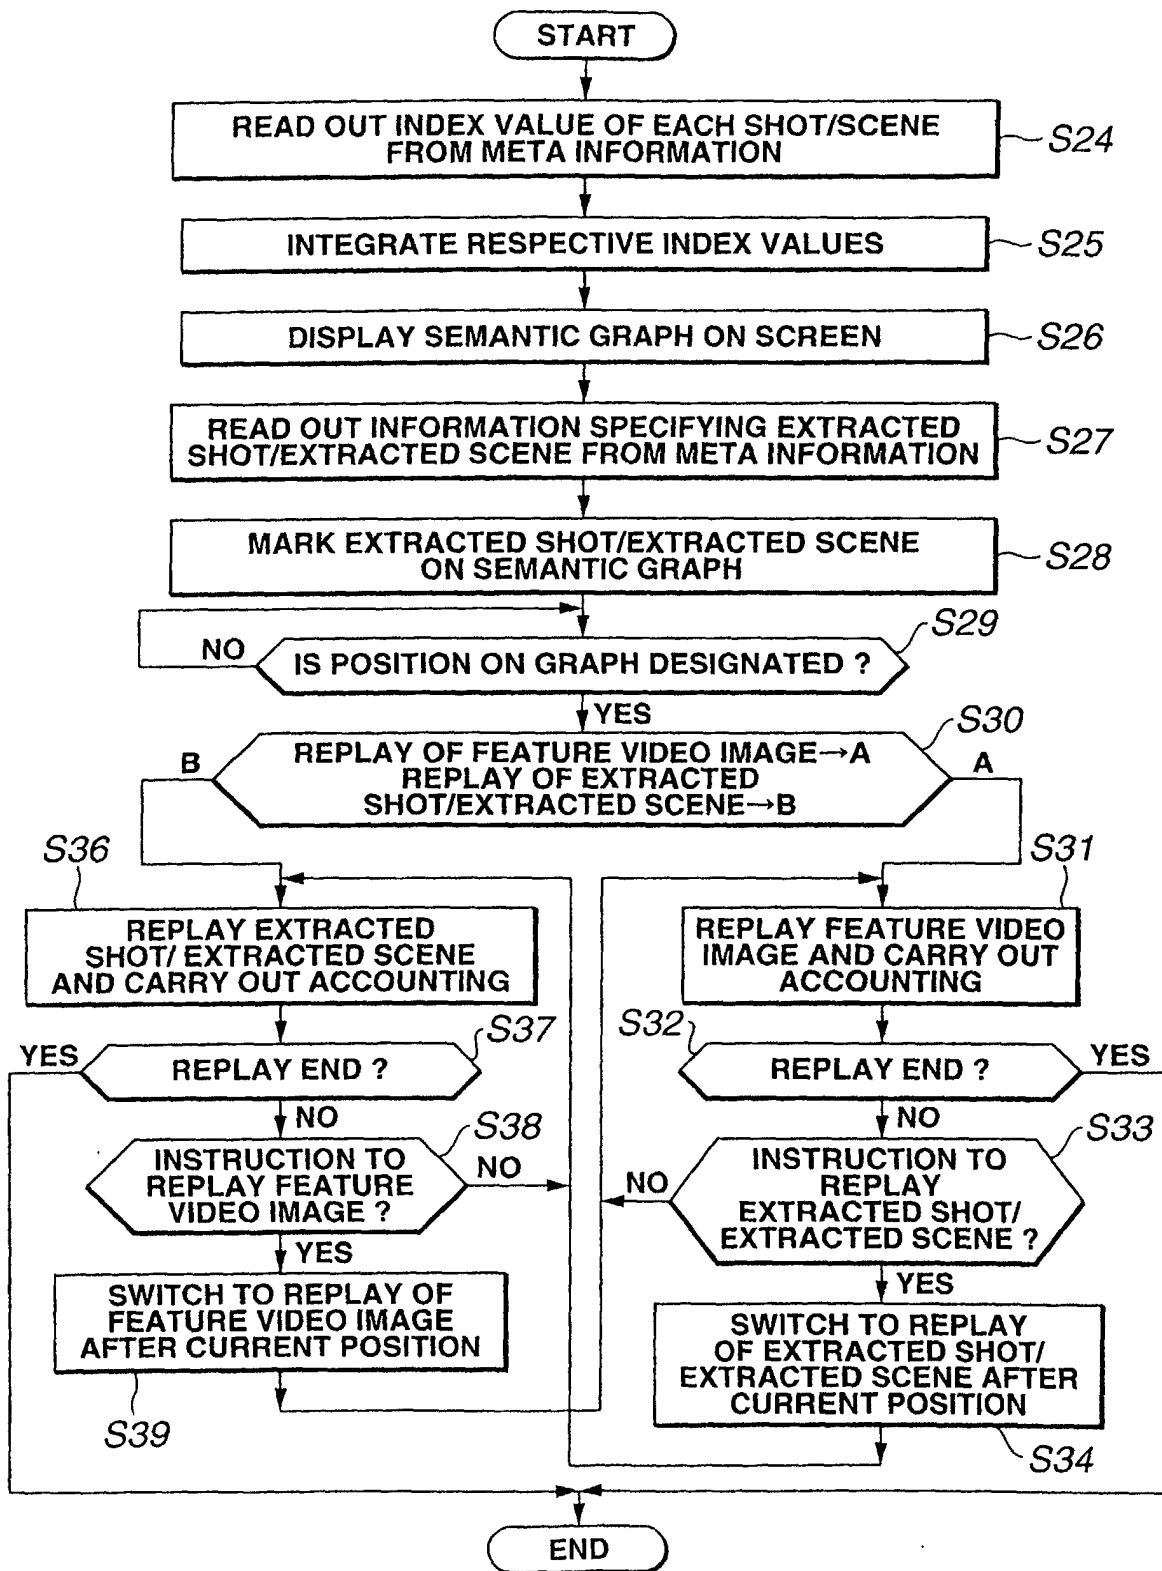 START
READ OUT INDEX VALUE OF EACH SHOT/SCENE
FROM META INFORMATION
S24
INTEGRATE RESPECTIVE INDEX VALUES
S25
DISPLAY SEMANTIC GRAPH ON SCREEN
S26
READ OUT INFORMATION SPECIFYING EXTRACTED
SHOT/EXTRACTED SCENE FROM META INFORMATION
S27
MARK EXTRACTED SHOT/EXTRACTED SCENE
ON SEMANTIC GRAPH
S28
S29
NO
IS POSITION ON GRAPH DESIGNATED ?
YES
S30
B
REPLAY OF FEATURE VIDEO IMAGE→A
REPLAY OF EXTRACTED
SHOT/EXTRACTED SCENE→B
A
S36
REPLAY EXTRACTED
SHOT/ EXTRACTED SCENE
AND CARRY OUT ACCOUNTING
S31
REPLAY FEATURE VIDEO
IMAGE AND CARRY OUT
ACCOUNTING
S37
YES
REPLAY END ?
NO
S32
REPLAY END ?
YES
NO
S38
INSTRUCTION TO
REPLAY FEATURE
VIDEO IMAGE ?
NO
YES
S33
NO
INSTRUCTION TO
REPLAY
EXTRACTED SHOT/
EXTRACTED SCENE ?
YES
SWITCH TO REPLAY OF
FEATURE VIDEO IMAGE
AFTER CURRENT POSITION
S39
SWITCH TO REPLAY
OF EXTRACTED SHOT/
EXTRACTED SCENE AFTER
CURRENT POSITION
S34
END